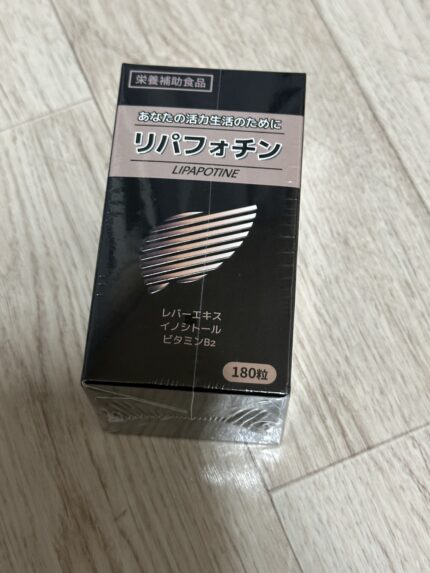 栄養補助食品
あなたの活力生活のために
リパフォチン
LIPAPOTINE
レバーエキス
イノシトール
ビタミンB2
180粒